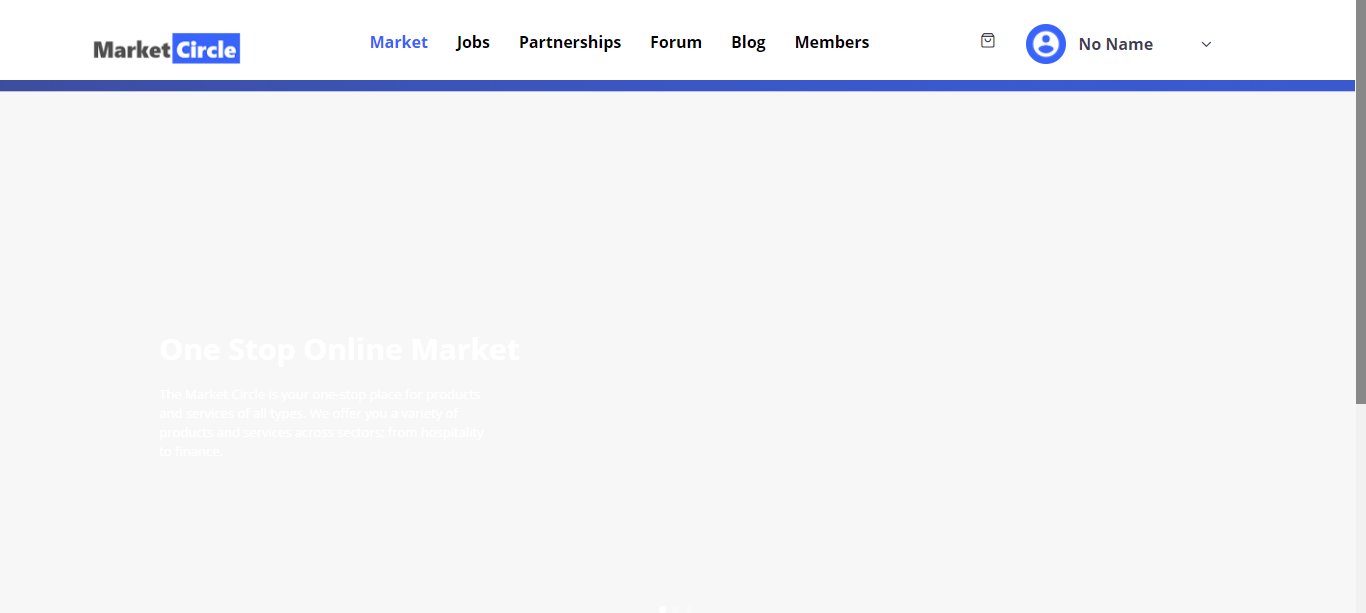 Market Circle
Market Jobs Partnerships Forum Blog Members
No Name
One Stop Online Market
The Market Circle is your one-stop place for products
and services of all types. We offer you a variety of
products and services across sectors; from hospitality
to finance.